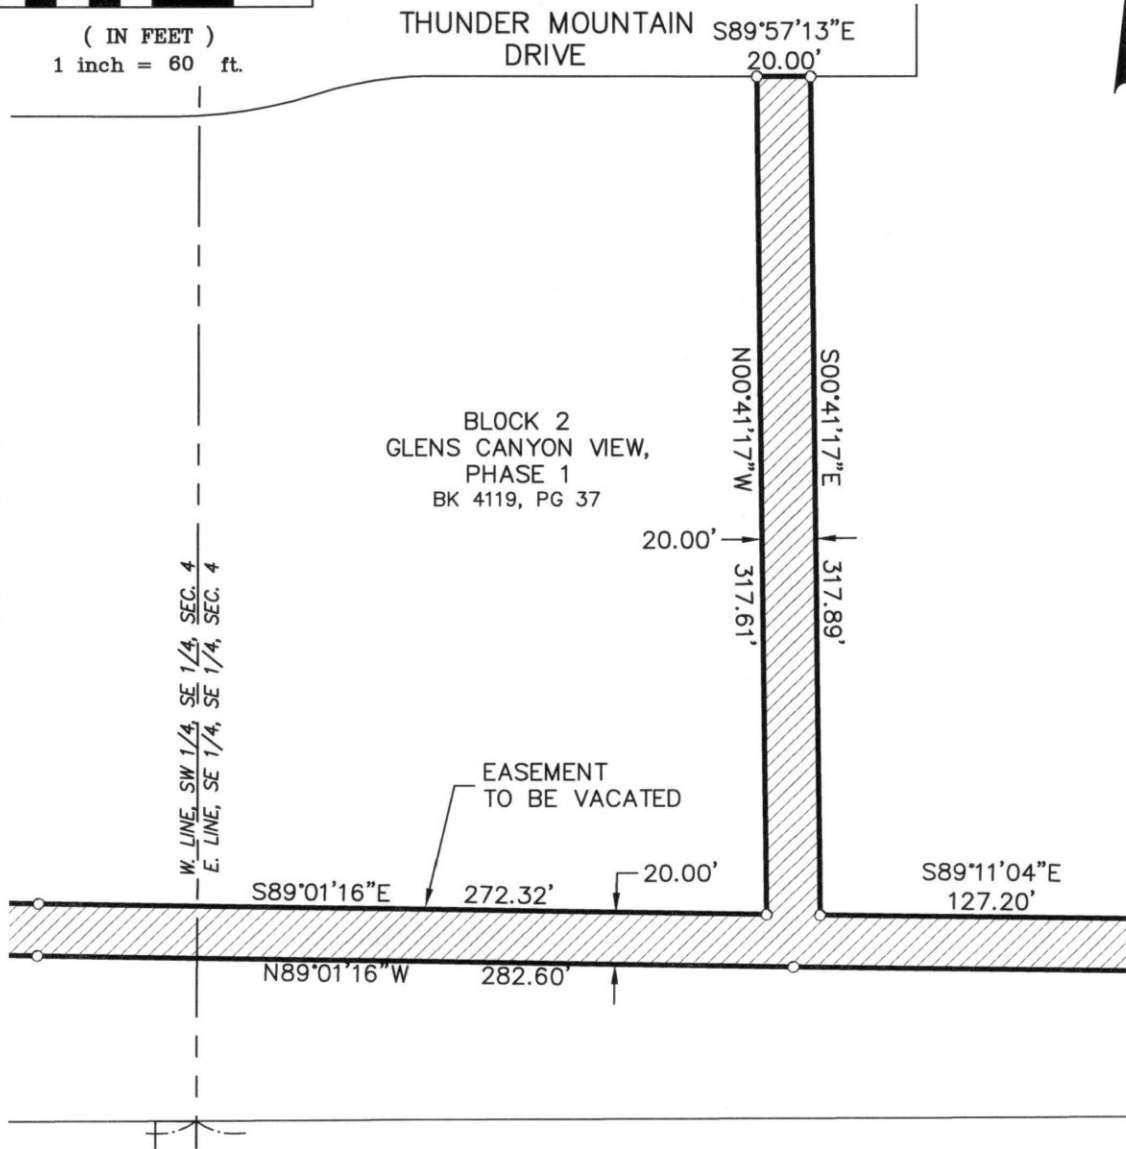 ( IN FEET )
1 inch = 60 ft.
THUNDER MOUNTAIN
DRIVE
S89°57'13"E
20.00'
N00°41'17"W
317.61'
S00°41'17"E
317.89'
BLOCK 2
GLENS CANYON VIEW,
PHASE 1
BK 4119, PG 37
20.00'
W. LINE, SW 1/4, SE 1/4, SEC. 4
E. LINE, SE 1/4, SE 1/4, SEC. 4
EASEMENT
TO BE VACATED
20.00'
S89°01'16"E 272.32'
S89°11'04"E
127.20'
N89°01'16"W 282.60'